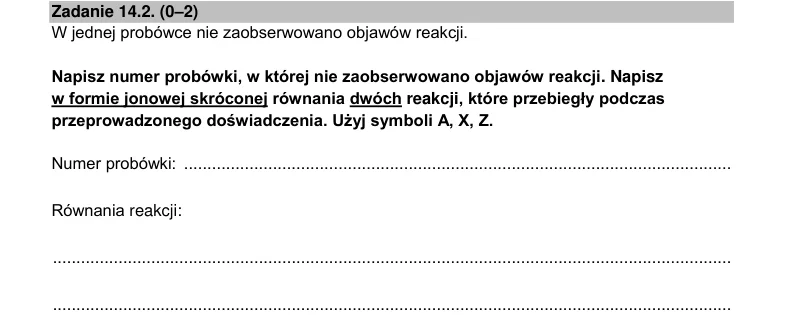 Zadanie 14.2. (0–2)
W jednej probówce nie zaobserwowano objawów reakcji.
Napisz numer probówki, w której nie zaobserwowano objawów reakcji. Napisz
w formie jonowej skróconej równania dwóch reakcji, które przebiegły podczas
przeprowadzonego doświadczenia. Użyj symboli A, X, Z.
Numer probówki: ....................................................................................................................
Równania reakcji:
............................................................................................................................................
............................................................................................................................................